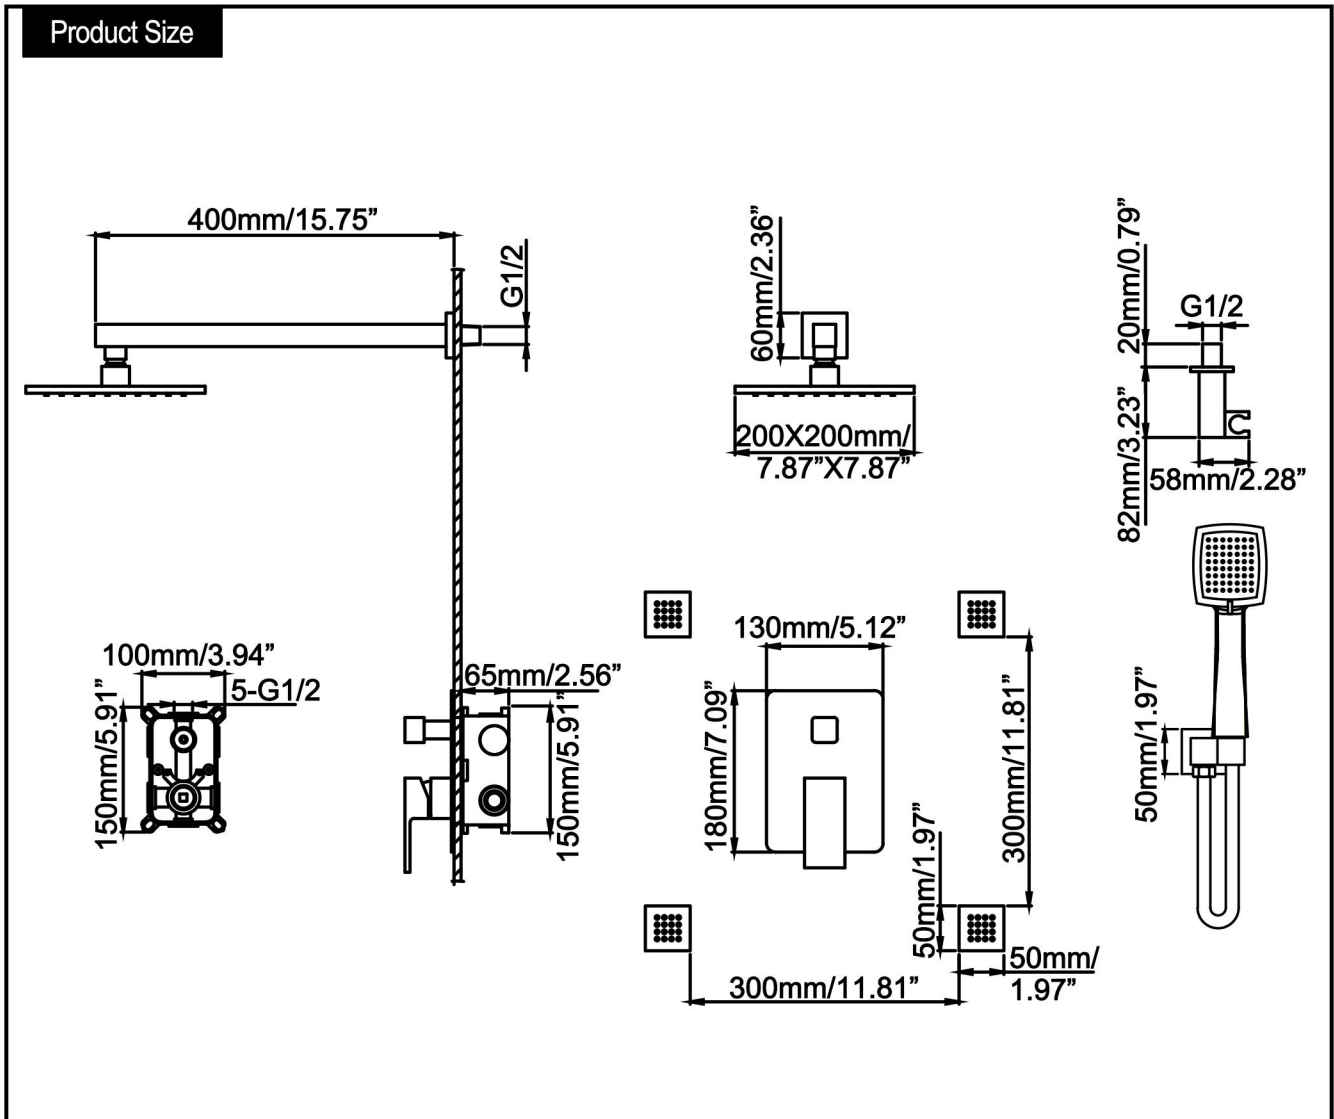 Product Size
400mm/15.75”
G1/2
60mm/2.36”
200X200mm/
7.87”X7.87”
20mm/0.79”
G1/2
82mm/3.23”
58mm/2.28”
100mm/3.94”
5-G1/2
150mm/5.91”
65mm/2.56”
150mm/5.91”
130mm/5.12”
180mm/7.09”
300mm/11.81”
50mm/1.97”
50mm/
1.97”
300mm/11.81”
50mm/1.97”